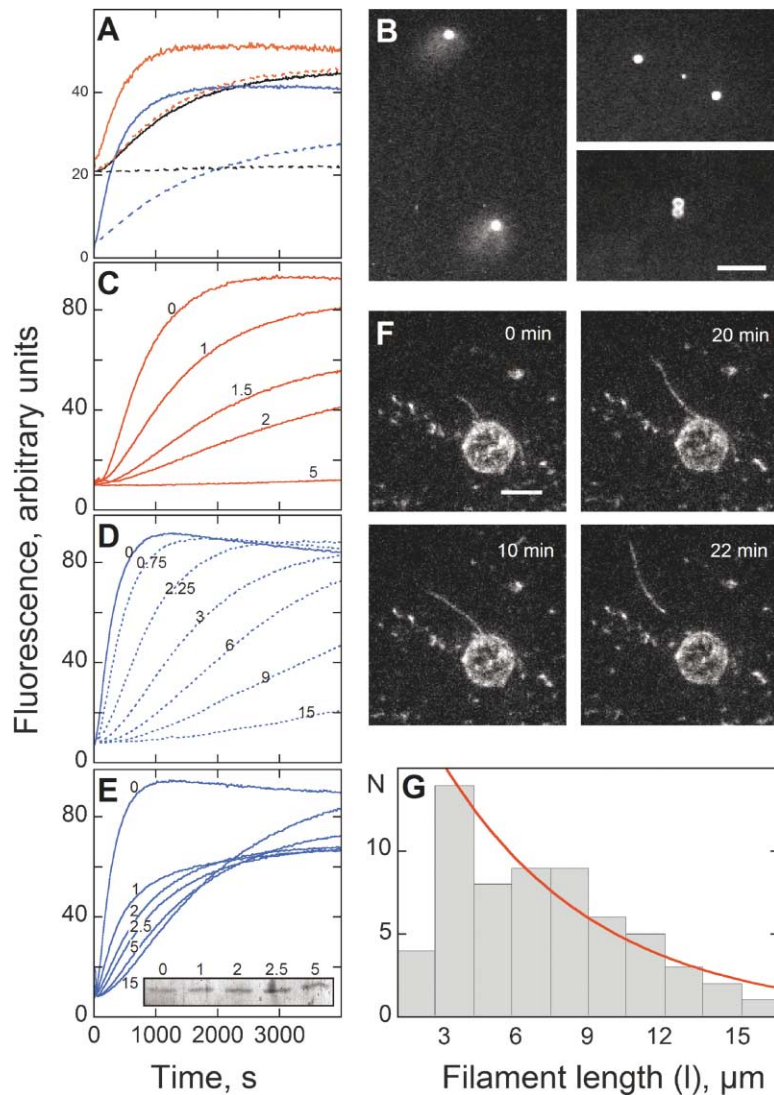 A
40
20
0
B
C
80
40
0
0
1
1.5
2
5
D
80
40
0
0
0.75
2.25
3
6
9
15
E
80
40
0
0
1
2
2.5
5
15
0 1 2 2.5 5
0 1000 2000 3000
Time, s
Fluorescence, arbitrary units
F
0 min
20 min
10 min
22 min
G
N
10
5
0
3 6 9 12 15
Filament length (l), µm